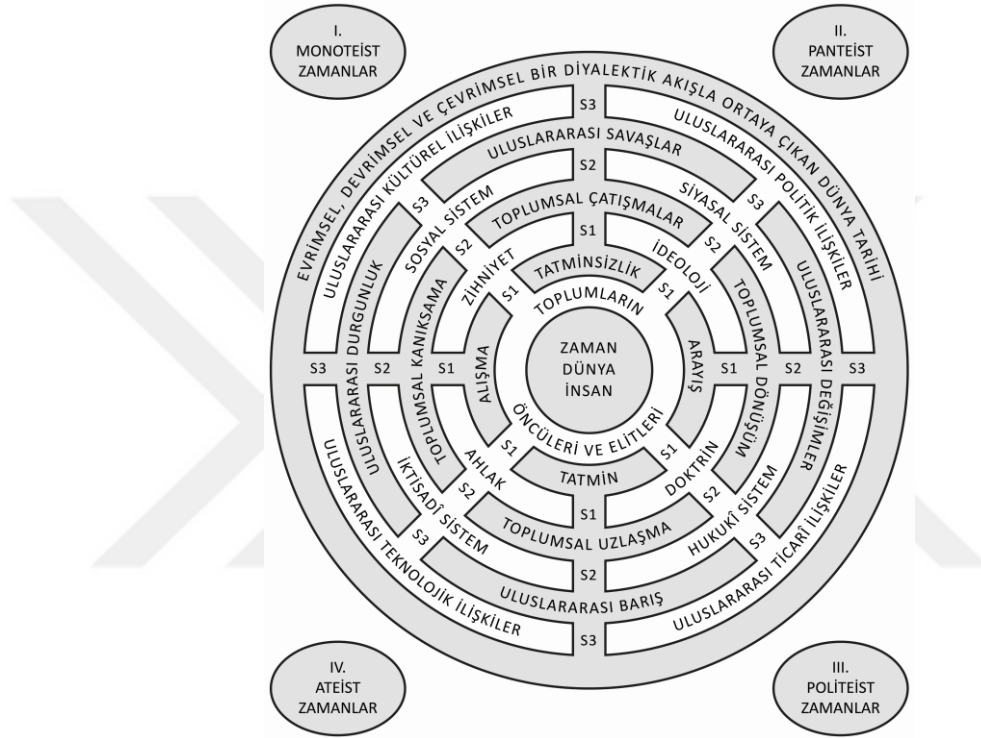 I.
MONOTEİST
ZAMANLAR
II.
PANTEİST
ZAMANLAR
EVRİMSEL, DEVRİMSEL VE ÇEVRİMSEL BİR DİYALEKTİK AKIŞLA ORTAYA ÇIKAN DÜNYA TARİHİ
S3
ULUSLARARASI KÜLTÜREL İLİŞKİLER
ULUSLARARASI POLİTİK İLİŞKİLER
ULUSLARARASI SAVAŞLAR
S3
S2
S3
SOSYAL SİSTEM
SİYASAL SİSTEM
TOPLUMSAL ÇATIŞMALAR
S2
S1
S2
ZİHNİYET
İDEOLOJİ
TATMİNSİZLİK
S1
S1
TOPLUMLARIN
ULUSLARARASI DURGUNLUK
TOPLUMSAL KANIKSAMA
ALIŞMA
ZAMAN
DÜNYA
İNSAN
ARAYIŞ
TOPLUMSAL DÖNÜŞÜM
ULUSLARARASI DEĞİŞİMLER
S3
S2
S1
S1
S2
S3
ÖNCÜLERİ VE ELİTLERİ
S1
S1
TATMİN
AHLAK
DOKTRİN
S2
S1
S2
TOPLUMSAL UZLAŞMA
İKTİSADÎ SİSTEM
HUKUKÎ SİSTEM
S3
S2
S3
ULUSLARARASI BARIŞ
ULUSLARARASI TEKNOLOJİK İLİŞKİLER
ULUSLARARASI TİCARÎ İLİŞKİLER
S3
IV.
ATEİST
ZAMANLAR
III.
POLİTEİST
ZAMANLAR